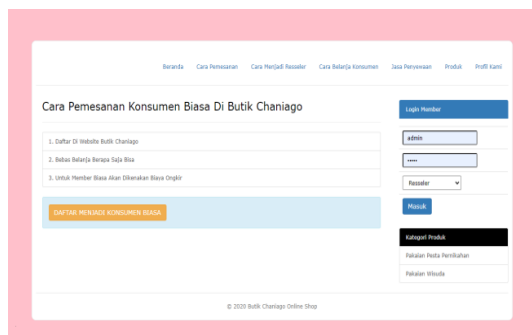 Beranda Cara Pemesanan Cara Menjadi Resseler Cara Belanja Konsumen Jasa Penyewaan Produk Profil Kami
Cara Pemesanan Konsumen Biasa Di Butik Chaniago
1. Daftar Di Website Butik Chaniago
2. Bebas Belanja Berapa Saja Bisa
3. Untuk Member Biasa Akan Dikenakan Biaya Ongkir
DAFTAR MENJADI KONSUMEN BIASA
Login Member
admin
•••••
Resseler
Masuk
Kategori Produk
Pakaian Pesta Pernikahan
Pakaian Wisuda
© 2020 Butik Chaniago Online Shop